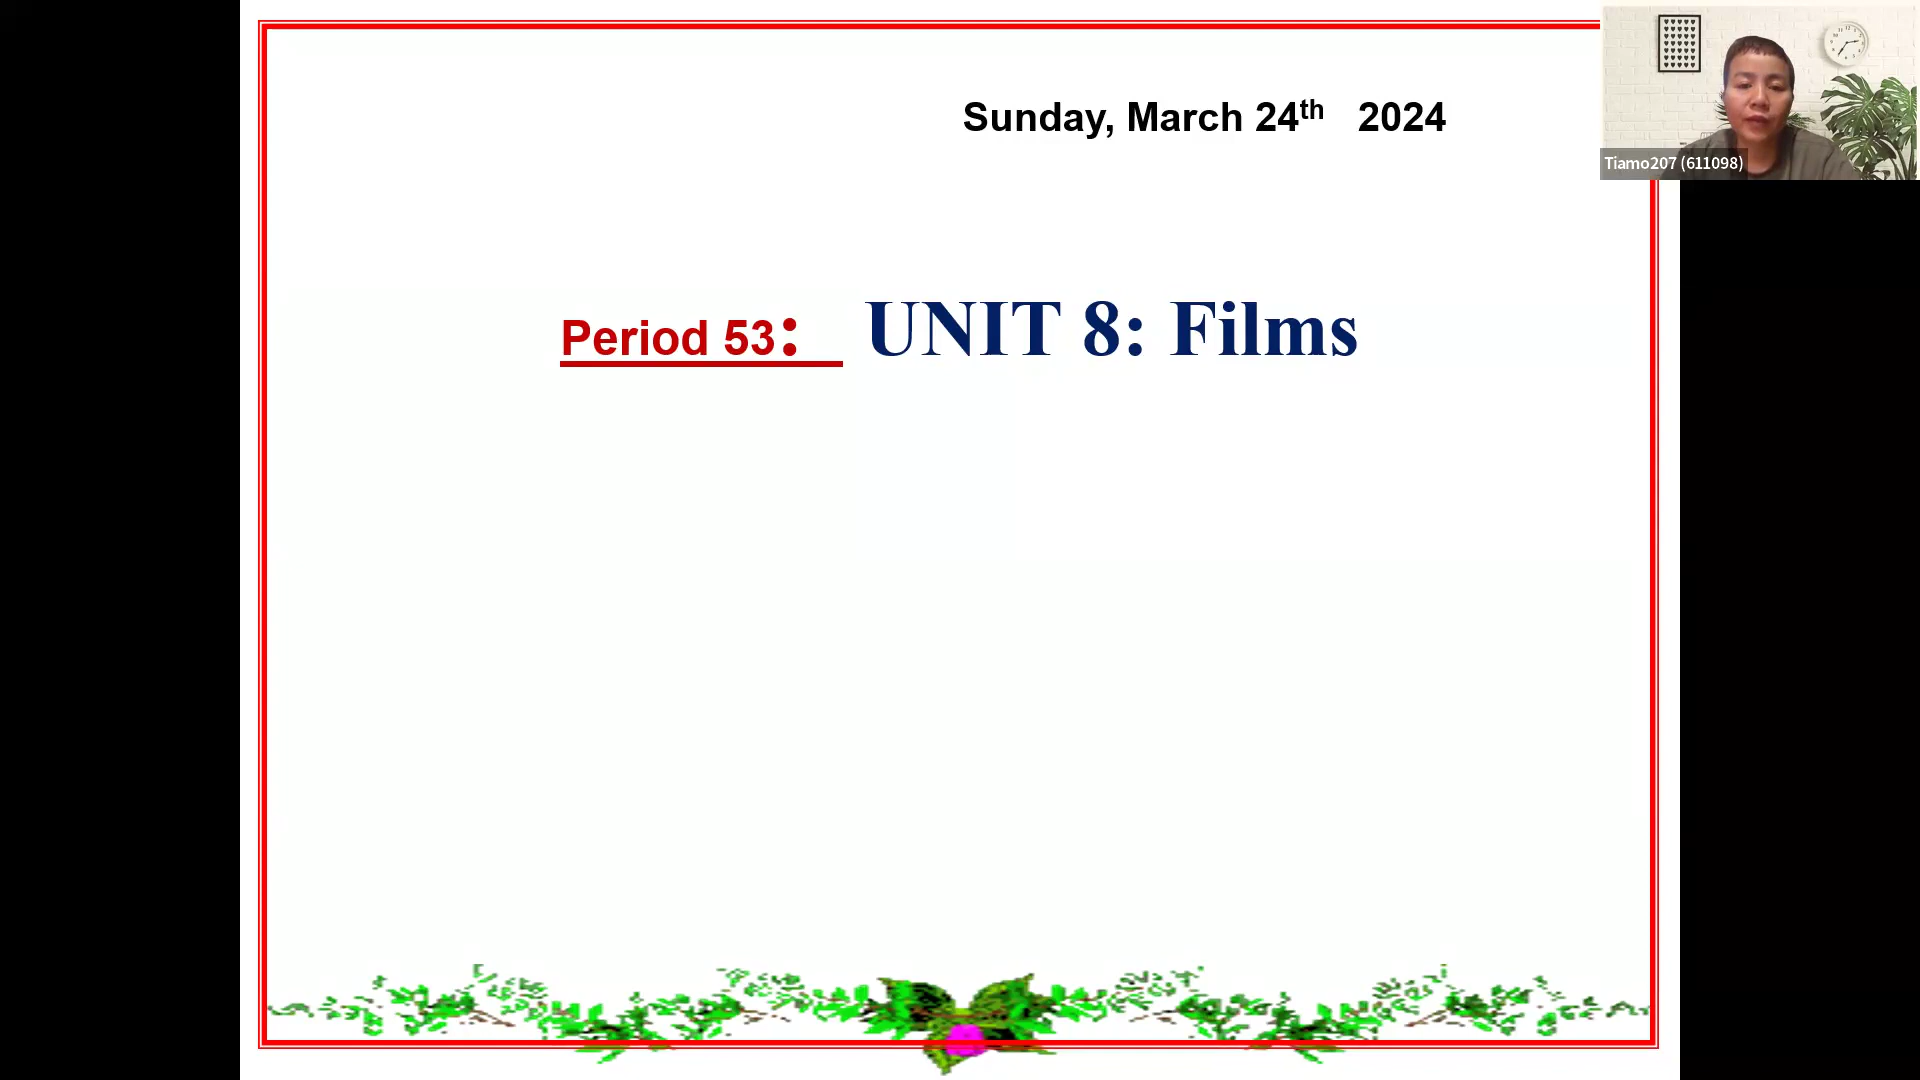 Sunday, March 24th 2024
Tiamo207 (611098)
Period 53: UNIT 8: Films